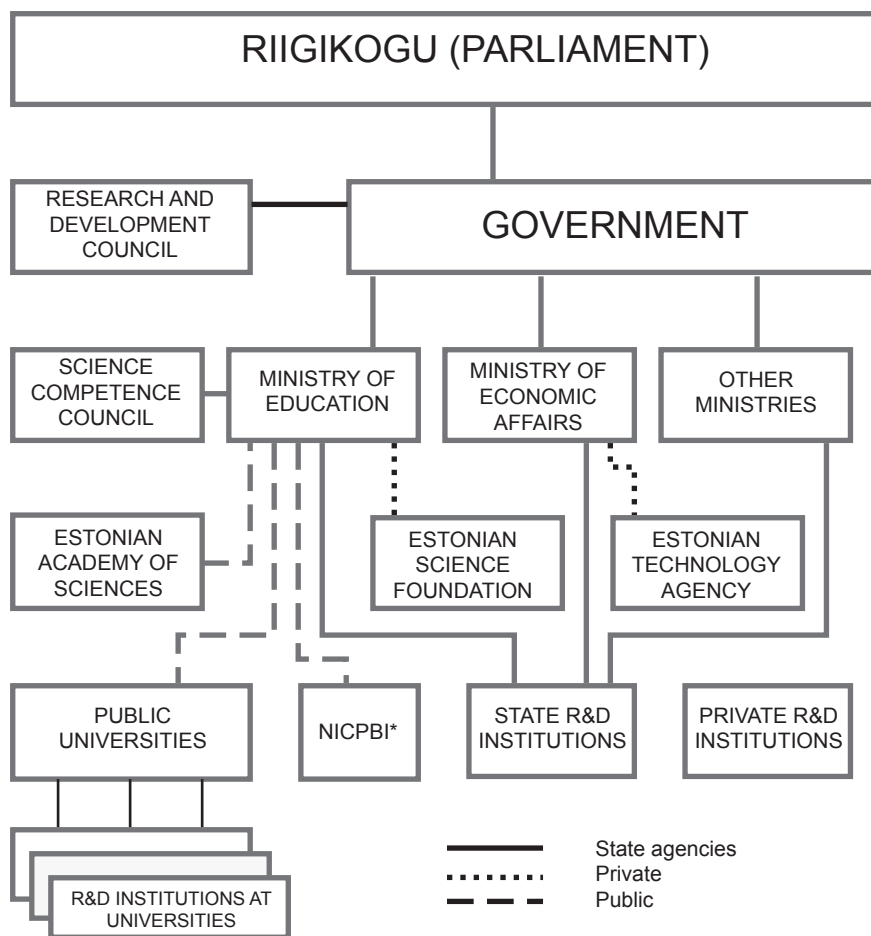 RIIGIKOGU (PARLIAMENT)
RESEARCH AND
DEVELOPMENT
COUNCIL
GOVERNMENT
SCIENCE
COMPETENCE
COUNCIL
MINISTRY OF
EDUCATION
MINISTRY OF
ECONOMIC
AFFAIRS
OTHER
MINISTRIES
ESTONIAN
ACADEMY OF
SCIENCES
ESTONIAN
SCIENCE
FOUNDATION
ESTONIAN
TECHNOLOGY
AGENCY
PUBLIC
UNIVERSITIES
NICPBI*
STATE R&D
INSTITUTIONS
PRIVATE R&D
INSTITUTIONS
R&D INSTITUTIONS AT
UNIVERSITIES
State agencies
Private
Public